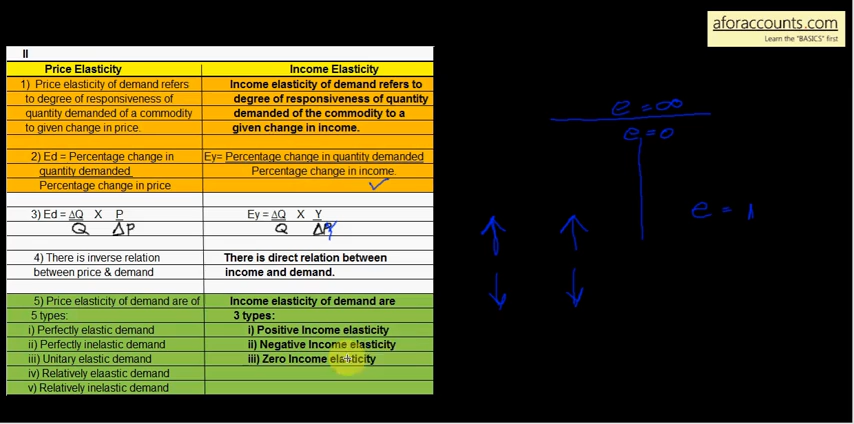 aforaccounts.com
Learn the "BASICS" first
II
Price Elasticity
Income Elasticity
1) Price elasticity of demand refers
to degree of responsiveness of
quantity demanded of a commodity
to given change in price.
Income elasticity of demand refers to
degree of responsiveness of quantity
demanded of the commodity to a
given change in income.
2) Ed = Percentage change in
quantity demanded
Percentage change in price
Ey= Percentage change in quantity demanded
Percentage change in income.
3) Ed = ΔQ X P
Q ΔP
Ey = ΔQ X Y
Q Δ
4) There is inverse relation
between price & demand
There is direct relation between
income and demand.
5) Price elasticity of demand are of
5 types:
i) Perfectly elastic demand
ii) Perfectly inelastic demand
iii) Unitary elastic demand
iv) Relatively elaastic demand
v) Relatively inelastic demand
Income elasticity of demand are
3 types:
i) Positive Income elasticity
ii) Negative Income elasticity
iii) Zero Income elasticity
e = ∞
e = 0
e = 1